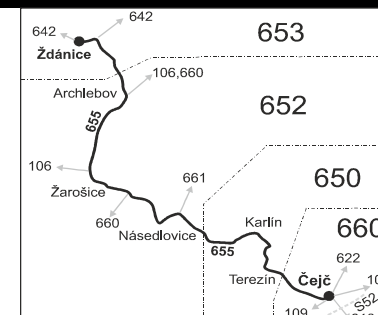 642
642
653
Ždánice
106,660
Archlebov
652
655
106
661
650
Žarošice
660
Karlín
Násedlovice
655
660
622
Terezín
Čejč
109
S52